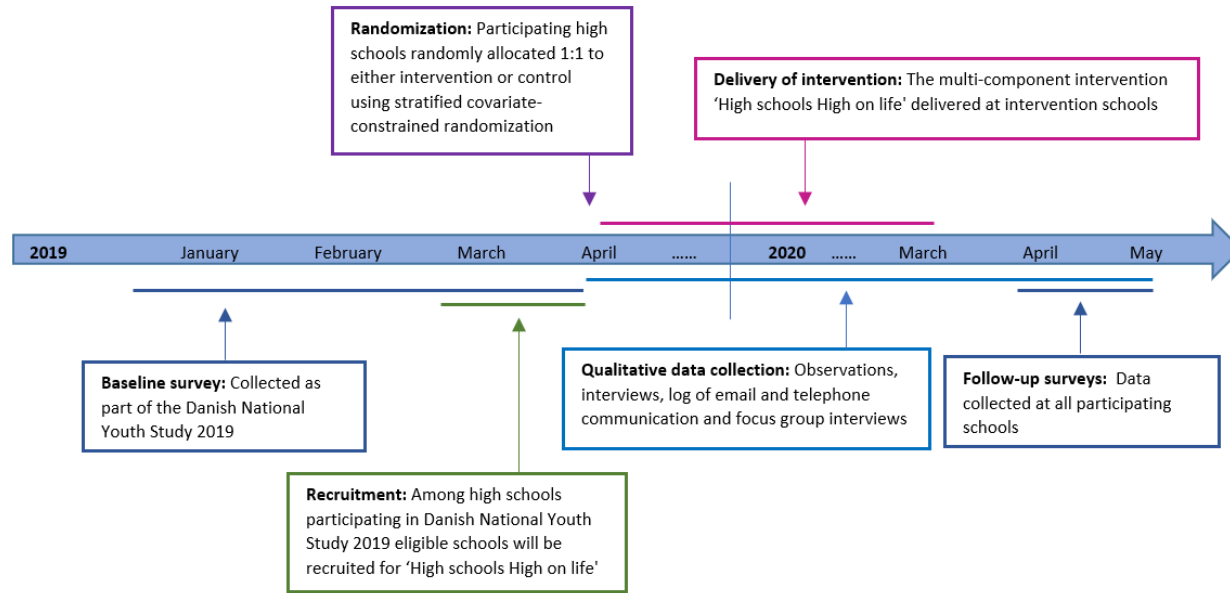 Randomization: Participating high
schools randomly allocated 1:1 to
either intervention or control
using stratified covariate-
constrained randomization
Delivery of intervention: The multi-component intervention
‘High schools High on life' delivered at intervention schools
2019 January February March April ...... 2020 ...... March April May
Baseline survey: Collected as
part of the Danish National
Youth Study 2019
Qualitative data collection: Observations,
interviews, log of email and telephone
communication and focus group interviews
Follow-up surveys: Data
collected at all participating
schools
Recruitment: Among high schools
participating in Danish National Youth
Study 2019 eligible schools will be
recruited for ‘High schools High on life'